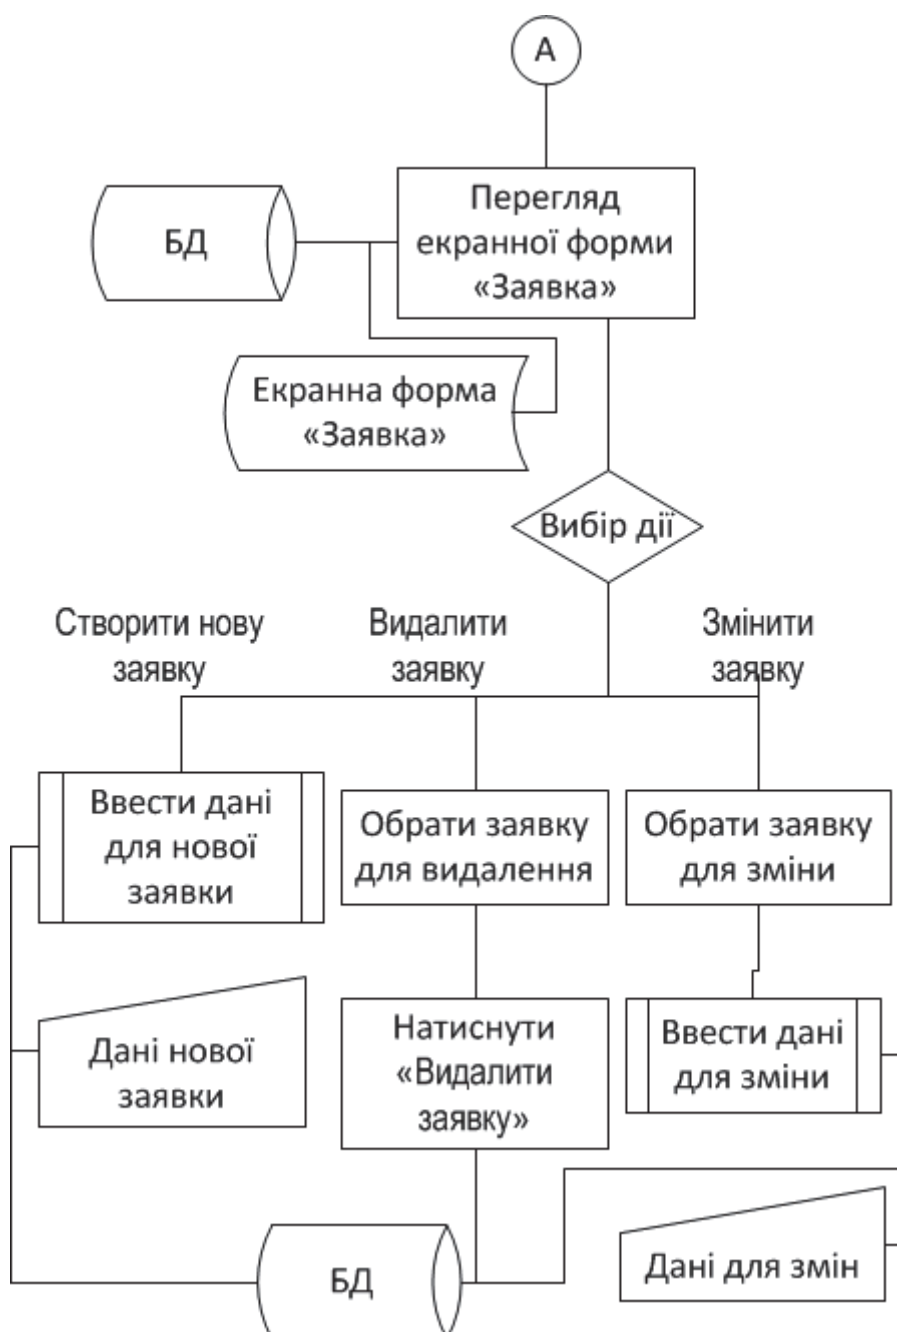 А
Перегляд
екранної форми
«Заявка»
БД
Екранна форма
«Заявка»
Вибір дії
Створити нову
заявку
Видалити
заявку
Змінити
заявку
Ввести дані
для нової
заявки
Обрати заявку
для видалення
Обрати заявку
для зміни
Дані нової
заявки
Натиснути
«Видалити
заявку»
Ввести дані
для зміни
БД
Дані для змін